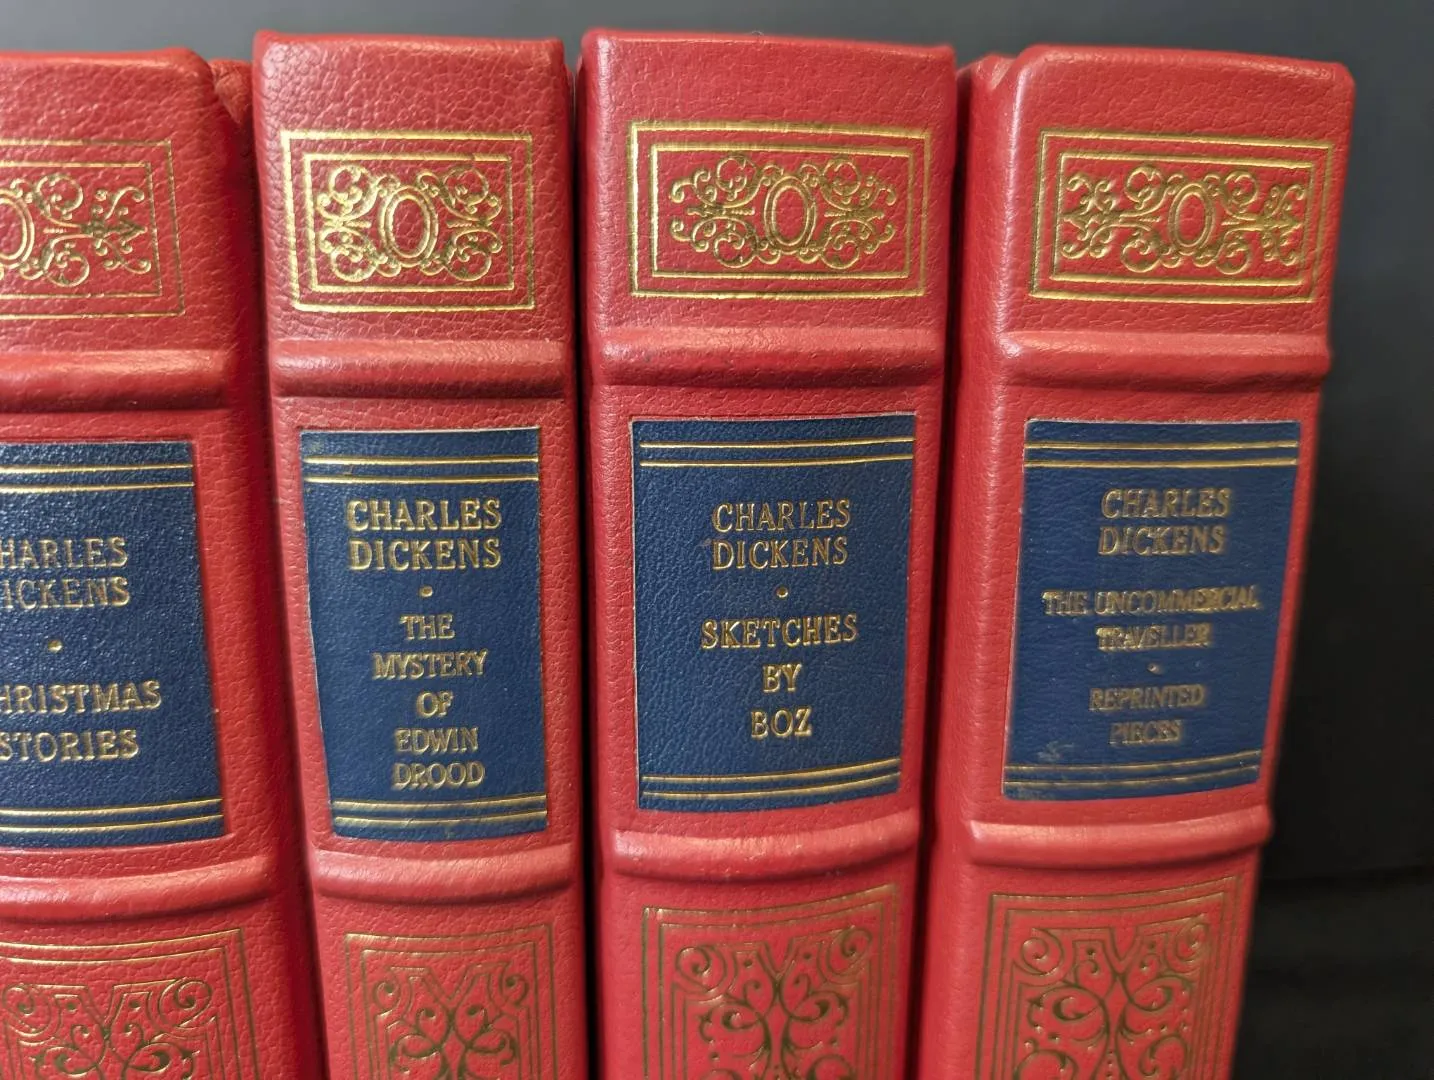 HARLES
ICKENS
HRISTMAS
STORIES
CHARLES
DICKENS
THE
MYSTERY
OF
EDWIN
DROOD
CHARLES
DICKENS
SKETCHES
BY
BOZ
CHARLES
DICKENS
THE UNCOMMERCIAL
TRAVELLER
REPRINTED
PIECES